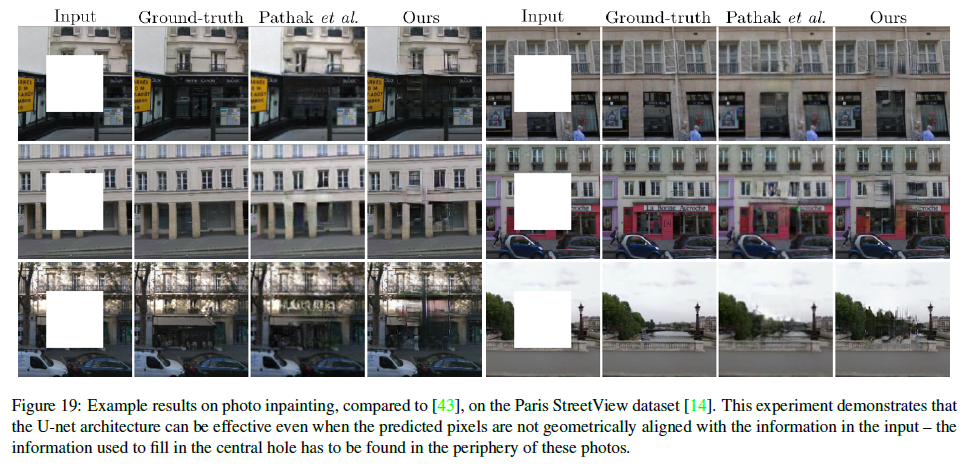 Input Ground-truth Pathak et al. Ours Input Ground-truth Pathak et al. Ours
La Bonne Accroche
Figure 19: Example results on photo inpainting, compared to [43], on the Paris StreetView dataset [14]. This experiment demonstrates that
the U-net architecture can be effective even when the predicted pixels are not geometrically aligned with the information in the input – the
information used to fill in the central hole has to be found in the periphery of these photos.